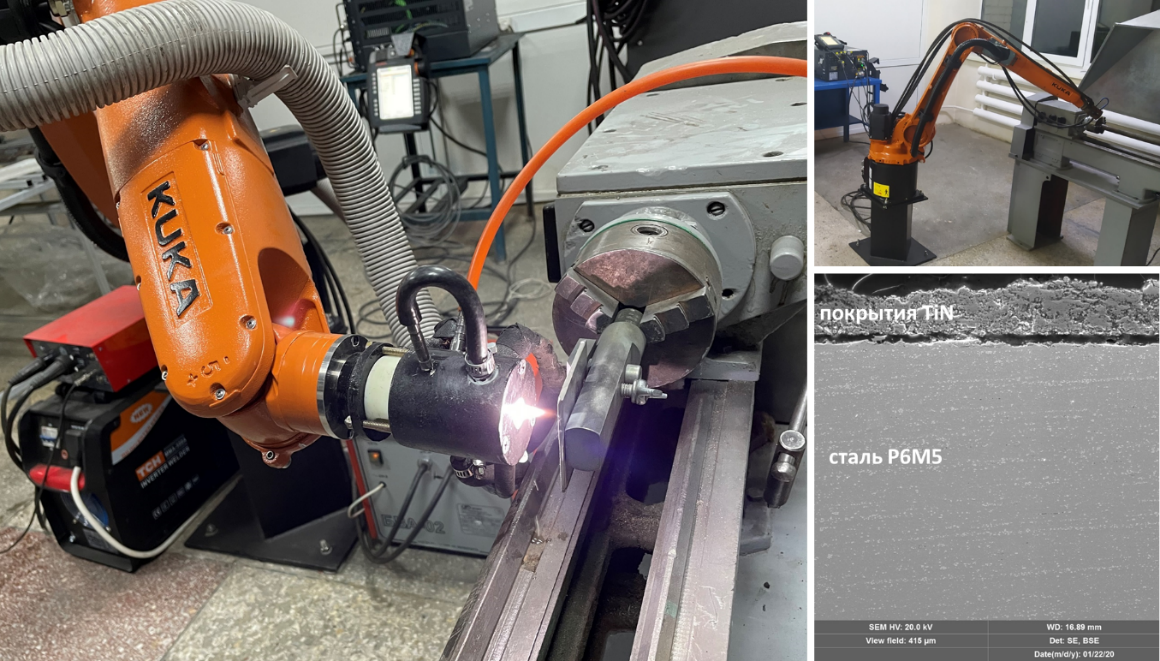 KUKA
TCH
INVERTER WELDER
KUKA
покрытия TiN
сталь Р6М5
SEM HV: 20.0 kV
WD: 16.89 mm
View field: 415 µm
Det: SE, BSE
Date(m/d/y): 01/22/20